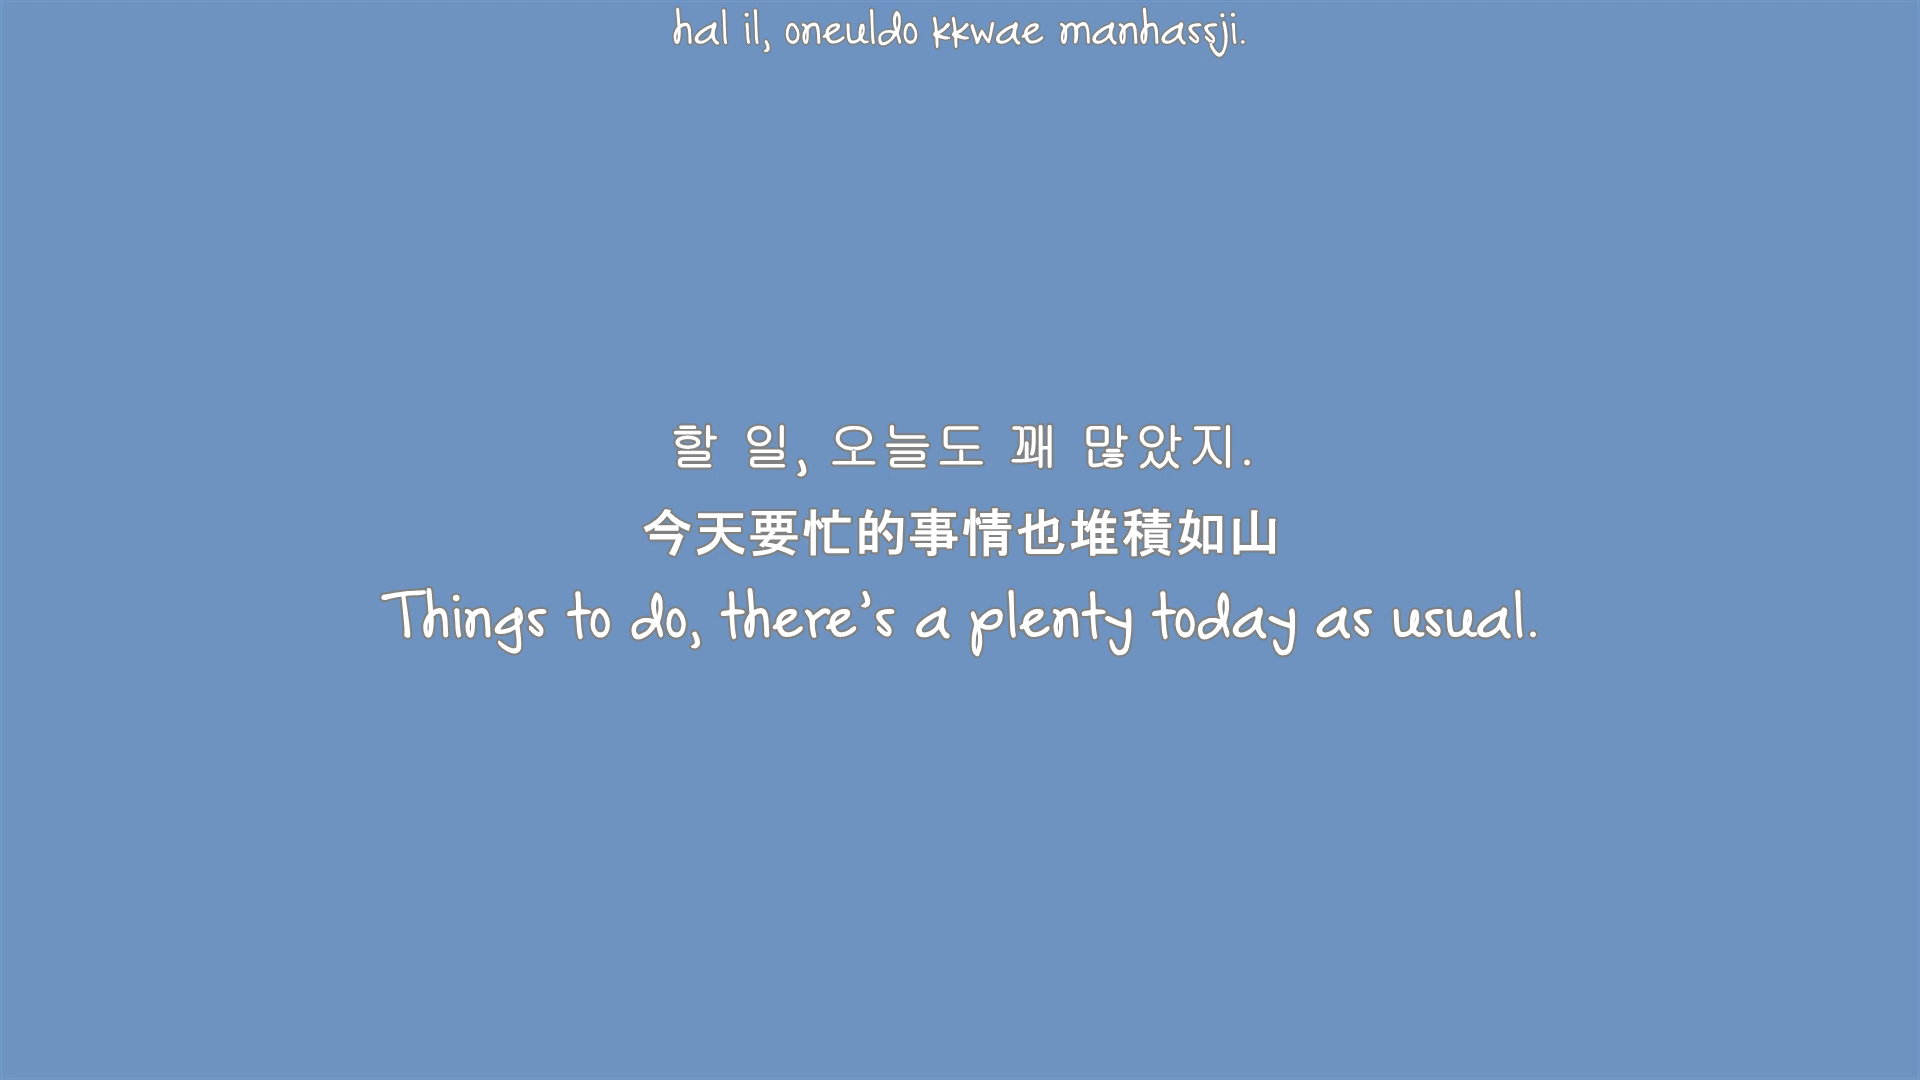 hal il, oneuldo kkwae manhassji.
할 일, 오늘도 꽤 많았지.
今天要忙的事情也堆積如山
Things to do, there's a plenty today as usual.